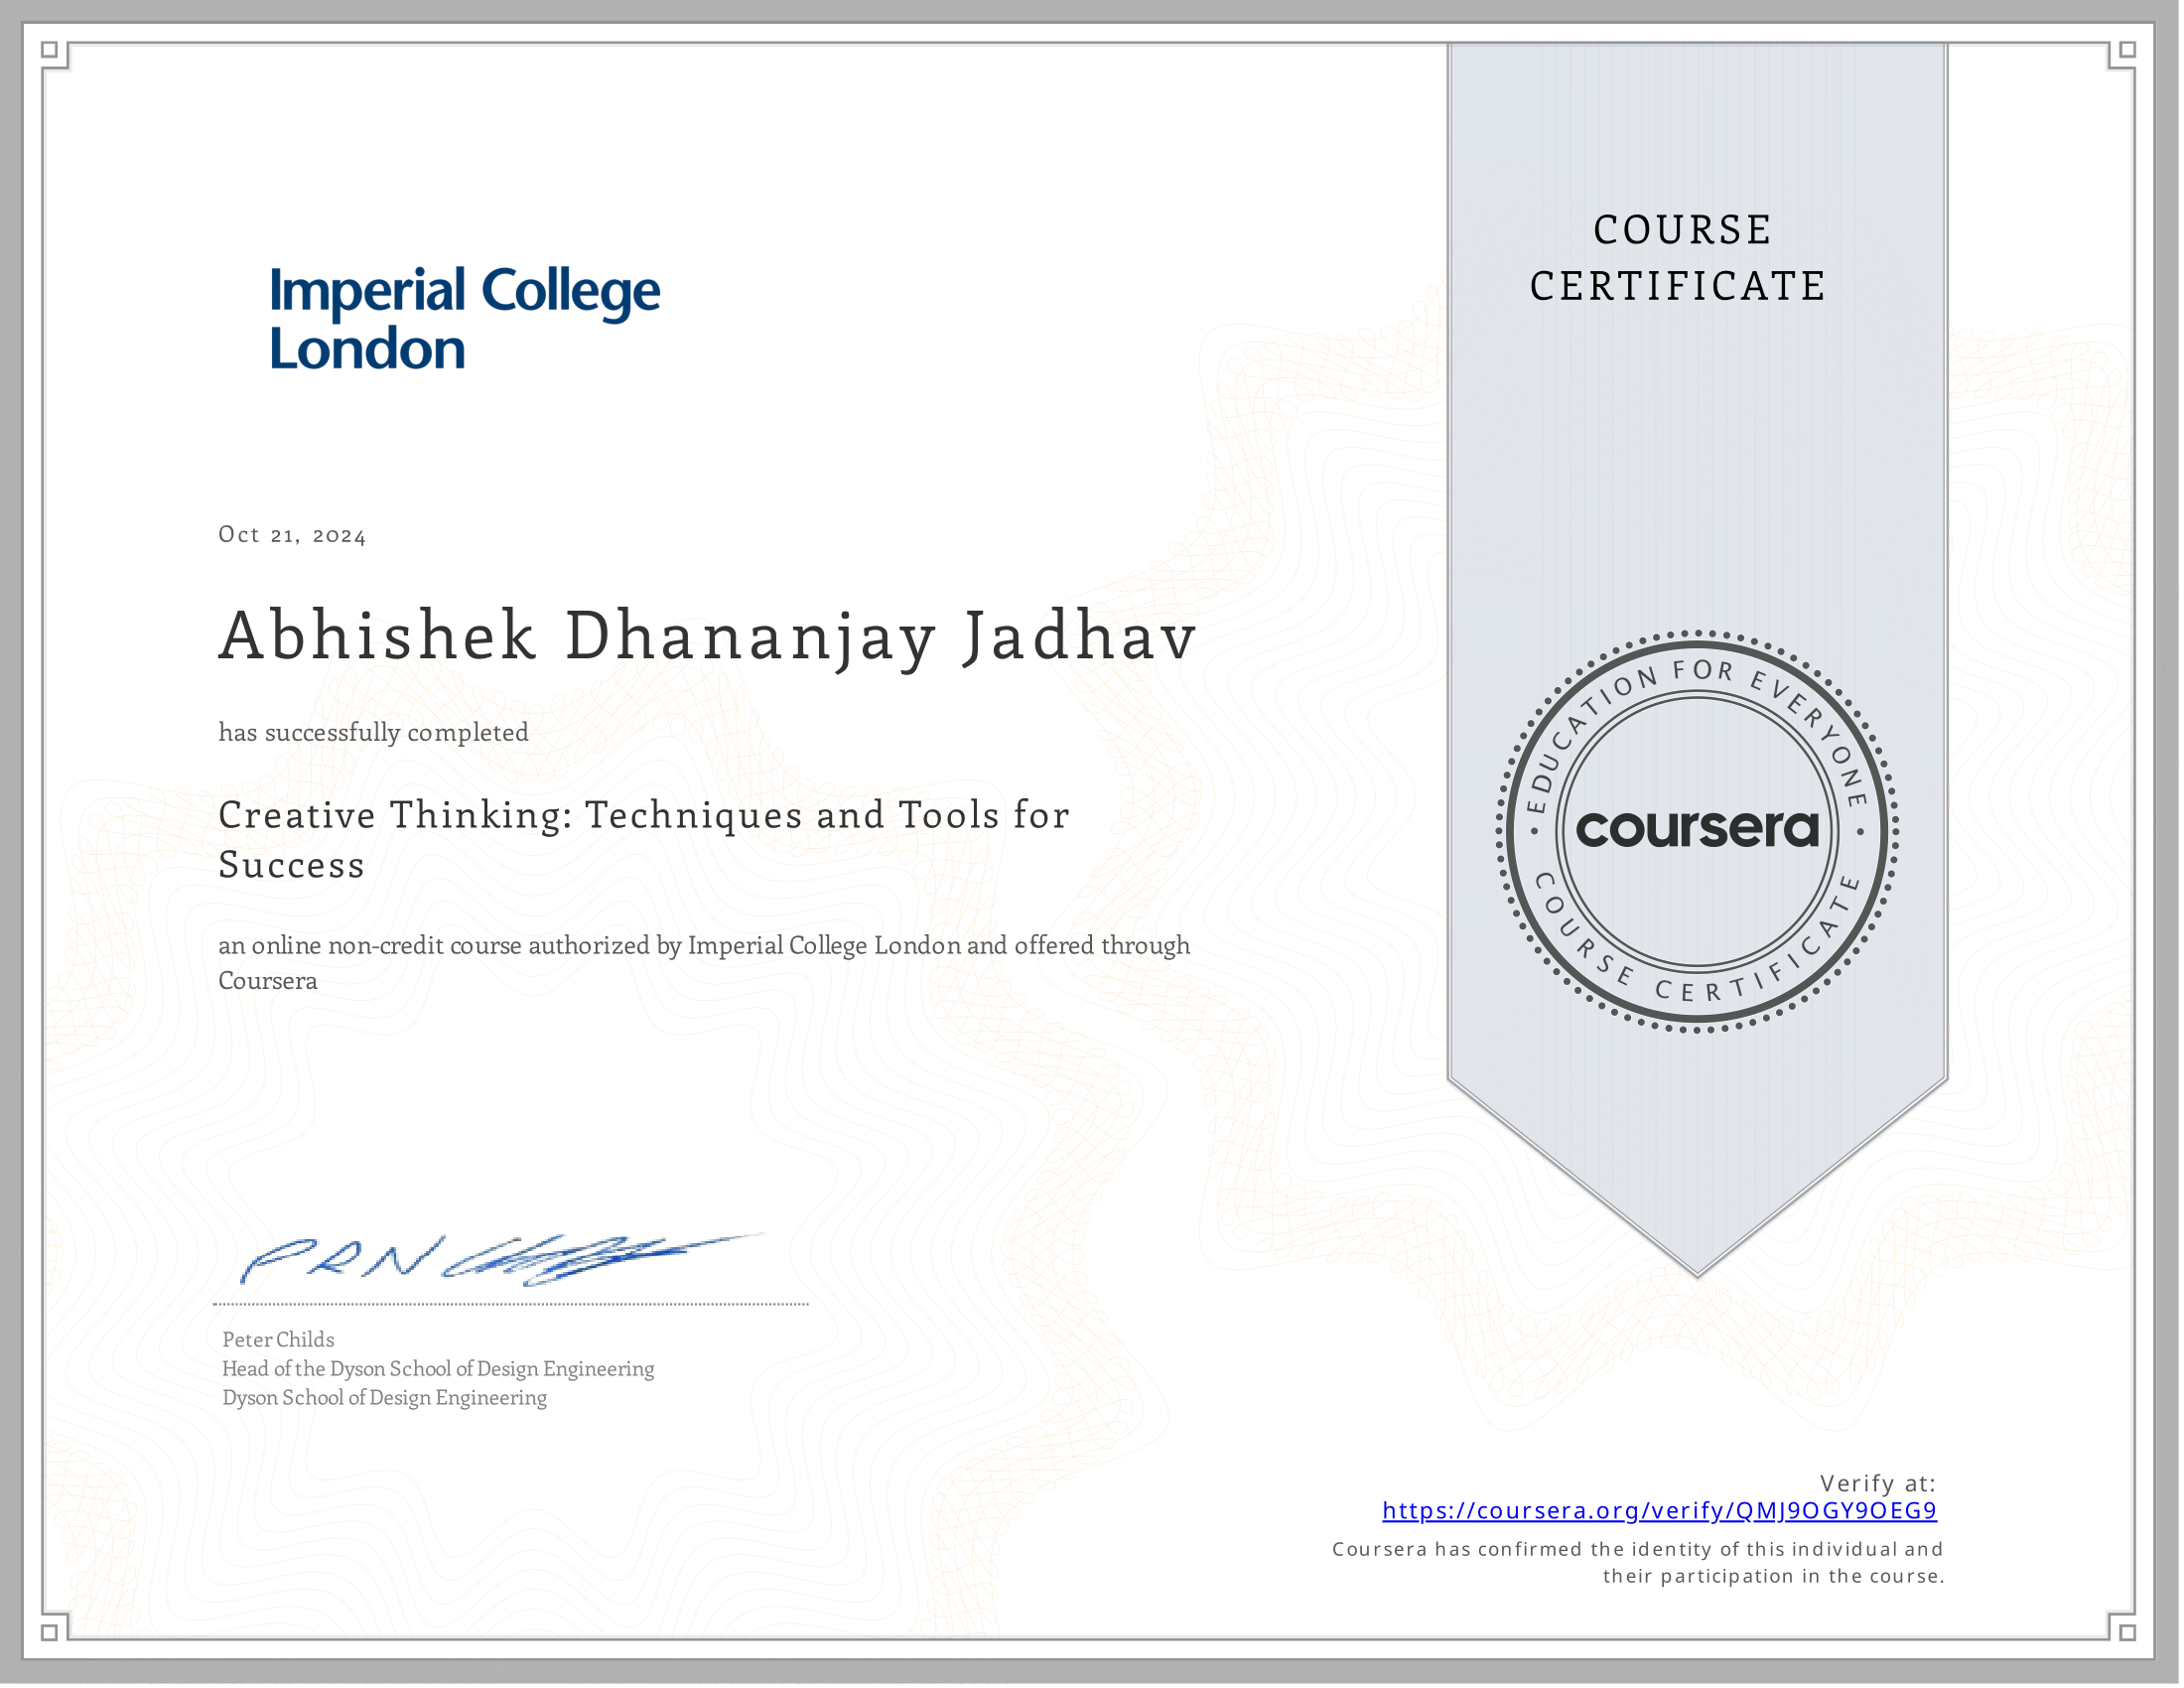 Imperial College
London
COURSE
CERTIFICATE
Oct 21, 2024
Abhishek Dhananjay Jadhav
has successfully completed
Creative Thinking: Techniques and Tools for
Success
an online non-credit course authorized by Imperial College London and offered through
Coursera
EDUCATION FOR EVERYONE
coursera
COURSE CERTIFICATE
PRN
Peter Childs
Head of the Dyson School of Design Engineering
Dyson School of Design Engineering
Verify at:
https://coursera.org/verify/QMJ9OGY9OEG9
Coursera has confirmed the identity of this individual and
their participation in the course.